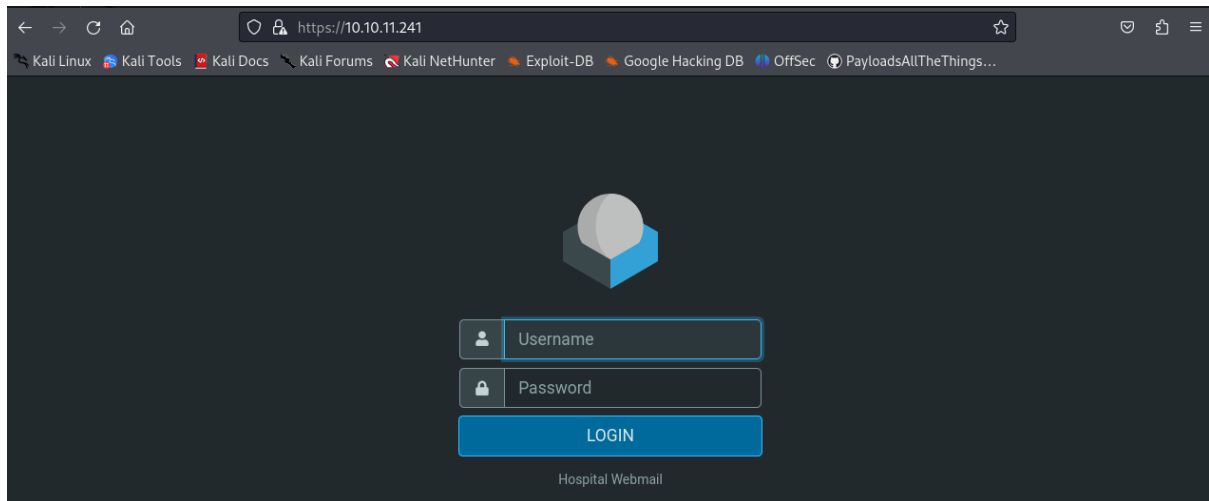 https://10.10.11.241
Kali Linux Kali Tools Kali Docs Kali Forums Kali NetHunter Exploit-DB Google Hacking DB OffSec PayloadsAllTheThings...
Username
Password
LOGIN
Hospital Webmail